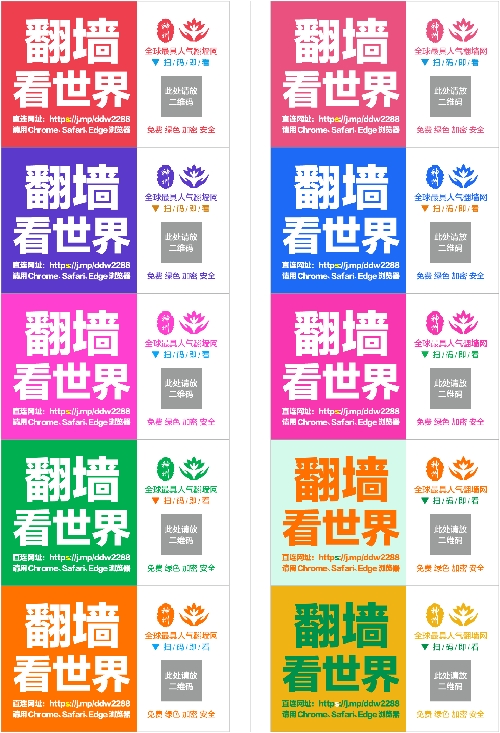 翻墙
看世界
直连网址：https://j.mp/ddw2288
请用Chrome、Safari、Edge浏览器
神州
全球最具人气翻墙网
▼ 扫/码/即/看
此处请放
二维码
免费 绿色 加密 安全
翻墙
看世界
直连网址：https://j.mp/ddw2288
请用Chrome、Safari、Edge浏览器
神州
全球最具人气翻墙网
▼ 扫/码/即/看
此处请放
二维码
免费 绿色 加密 安全
翻墙
看世界
直连网址：https://j.mp/ddw2288
请用Chrome、Safari、Edge浏览器
神州
全球最具人气翻墙网
▼ 扫/码/即/看
此处请放
二维码
免费 绿色 加密 安全
翻墙
看世界
直连网址：https://j.mp/ddw2288
请用Chrome、Safari、Edge浏览器
神州
全球最具人气翻墙网
▼ 扫/码/即/看
此处请放
二维码
免费 绿色 加密 安全
翻墙
看世界
直连网址：https://j.mp/ddw2288
请用Chrome、Safari、Edge浏览器
神州
全球最具人气翻墙网
▼ 扫/码/即/看
此处请放
二维码
免费 绿色 加密 安全
翻墙
看世界
直连网址：https://j.mp/ddw2288
请用Chrome、Safari、Edge浏览器
神州
全球最具人气翻墙网
▼ 扫/码/即/看
此处请放
二维码
免费 绿色 加密 安全
翻墙
看世界
直连网址：https://j.mp/ddw2288
请用Chrome、Safari、Edge浏览器
神州
全球最具人气翻墙网
▼ 扫/码/即/看
此处请放
二维码
免费 绿色 加密 安全
翻墙
看世界
直连网址：https://j.mp/ddw2288
请用Chrome、Safari、Edge浏览器
神州
全球最具人气翻墙网
▼ 扫/码/即/看
此处请放
二维码
免费 绿色 加密 安全
翻墙
看世界
直连网址：https://j.mp/ddw2288
请用Chrome、Safari、Edge浏览器
神州
全球最具人气翻墙网
▼ 扫/码/即/看
此处请放
二维码
免费 绿色 加密 安全
翻墙
看世界
直连网址：https://j.mp/ddw2288
请用Chrome、Safari、Edge浏览器
神州
全球最具人气翻墙网
▼ 扫/码/即/看
此处请放
二维码
免费 绿色 加密 安全